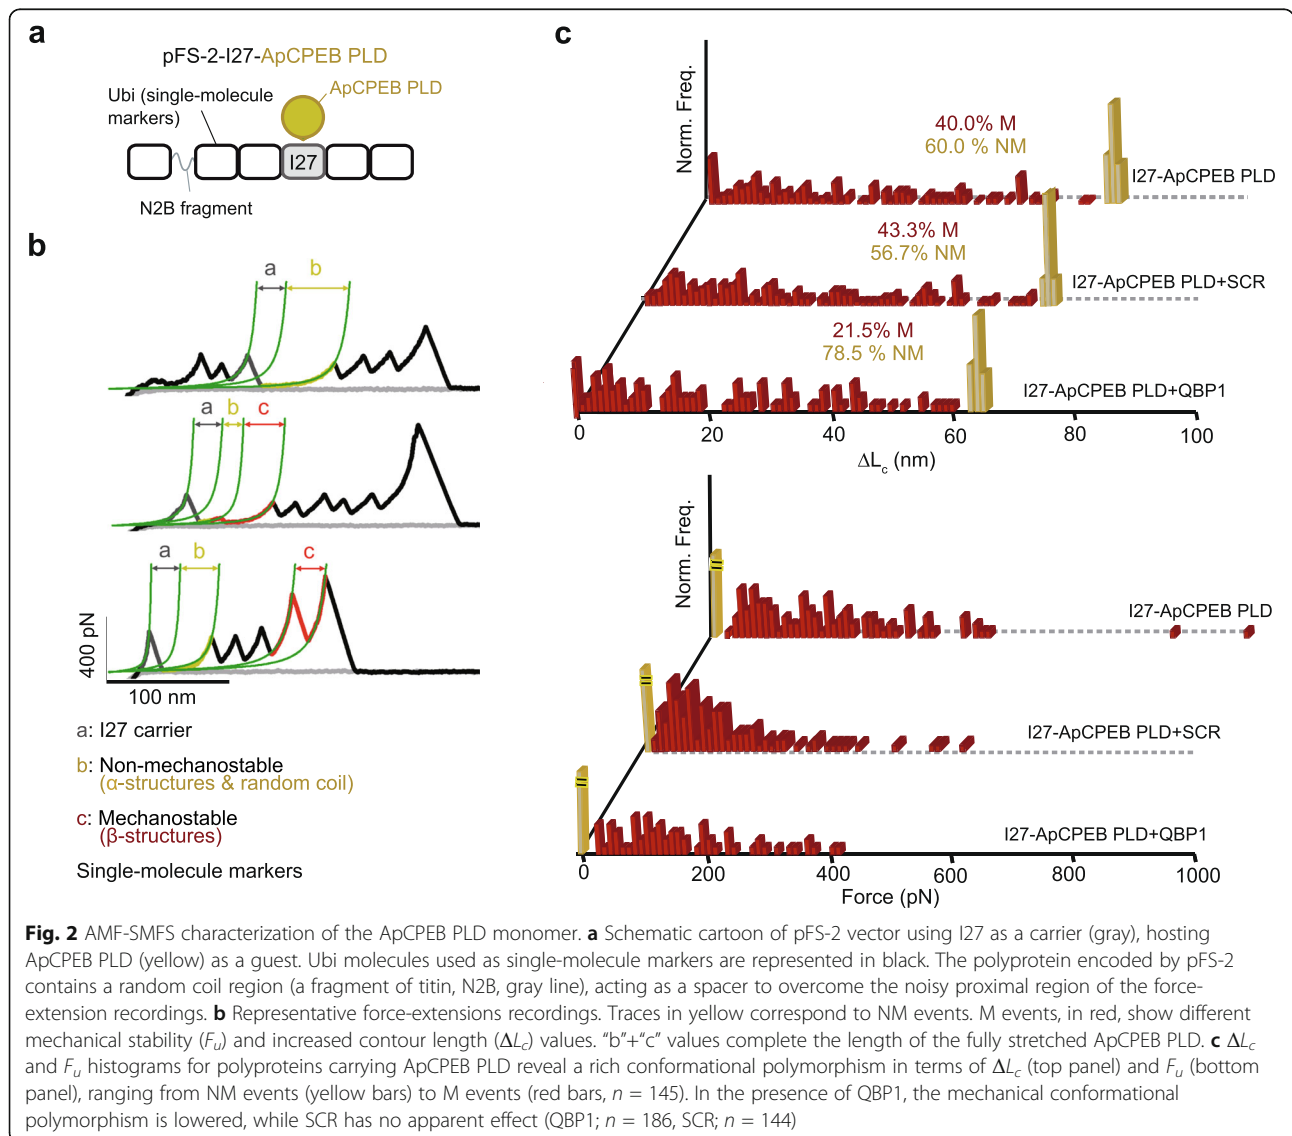 a
pFS-2-I27-ApCPEB PLD
ApCPEB PLD
Ubi (single-molecule
markers)
I27
N2B fragment
b
a
b
a
b
c
a
b
c
400 pN
100 nm
a: I27 carrier
b: Non-mechanostable
(α-structures & random coil)
c: Mechanostable
(β-structures)
Single-molecule markers
c
Norm. Freq.
40.0% M
60.0 % NM
I27-ApCPEB PLD
43.3% M
56.7% NM
I27-ApCPEB PLD+SCR
21.5% M
78.5 % NM
I27-ApCPEB PLD+QBP1
0 20 40 60 80 100
ΔLc (nm)
Norm. Freq.
I27-ApCPEB PLD
I27-ApCPEB PLD+SCR
I27-ApCPEB PLD+QBP1
0 200 400 600 800 1000
Force (pN)
Fig. 2 AMF-SMFS characterization of the ApCPEB PLD monomer. a Schematic cartoon of pFS-2 vector using I27 as a carrier (gray), hosting
ApCPEB PLD (yellow) as a guest. Ubi molecules used as single-molecule markers are represented in black. The polyprotein encoded by pFS-2
contains a random coil region (a fragment of titin, N2B, gray line), acting as a spacer to overcome the noisy proximal region of the force-
extension recordings. b Representative force-extensions recordings. Traces in yellow correspond to NM events. M events, in red, show different
mechanical stability (Fu) and increased contour length (ΔLc) values. “b”+“c” values complete the length of the fully stretched ApCPEB PLD. c ΔLc
and Fu histograms for polyproteins carrying ApCPEB PLD reveal a rich conformational polymorphism in terms of ΔLc (top panel) and Fu (bottom
panel), ranging from NM events (yellow bars) to M events (red bars, n = 145). In the presence of QBP1, the mechanical conformational
polymorphism is lowered, while SCR has no apparent effect (QBP1; n = 186, SCR; n = 144)